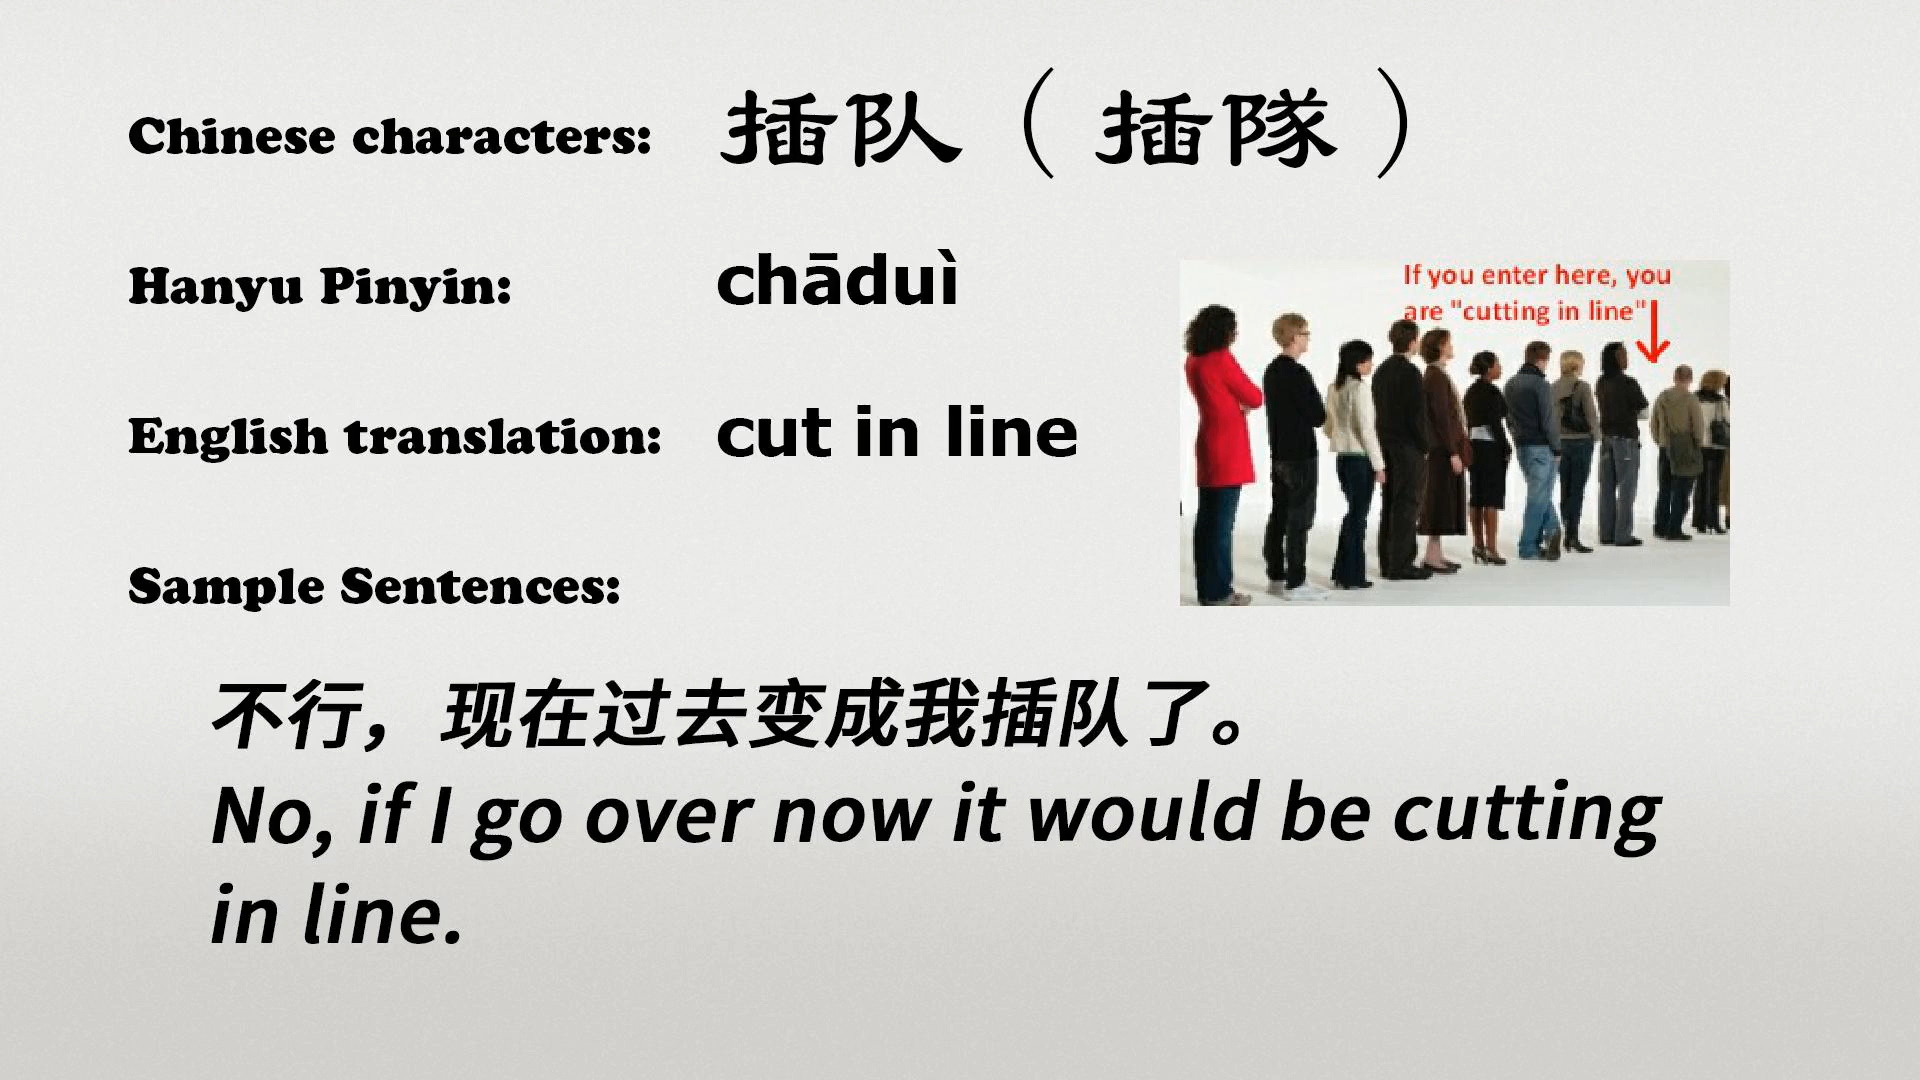 Chinese characters: 插队（插隊）
Hanyu Pinyin: chāduì
If you enter here, you
are "cutting in line"
English translation: cut in line
Sample Sentences:
不行，现在过去变成我插队了。
No, if I go over now it would be cutting
in line.